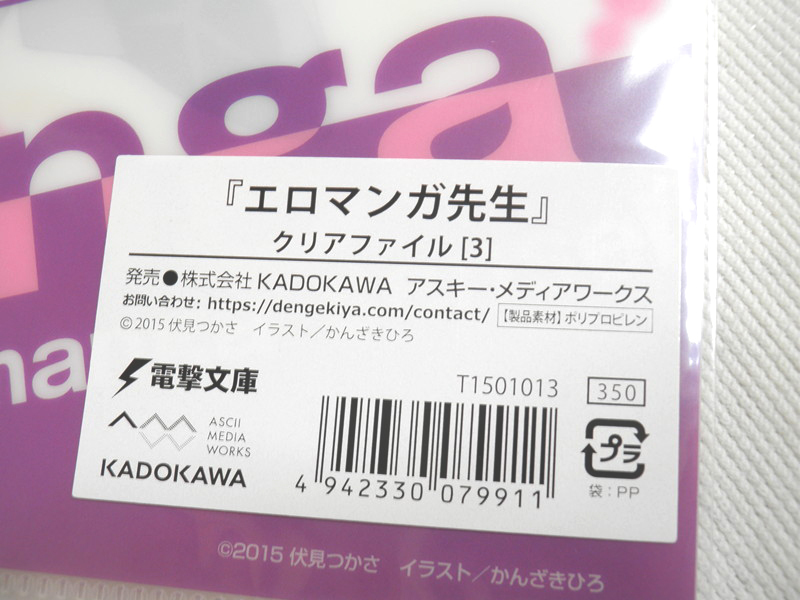 nga
『エロマンガ先生』
クリアファイル[3]
発売●株式会社 KADOKAWA アスキー・メディアワークス
お問い合わせ: https://dengekiya.com/contact/ 【製品素材】ポリプロピレン
©2015 伏見つかさ イラスト／かんざきひろ
電撃文庫
T1501013 350
ASCII
MEDIA
WORKS
KADOKAWA
4 942330 079911
プラ
袋：PP
©2015 伏見つかさ イラスト／かんざきひろ